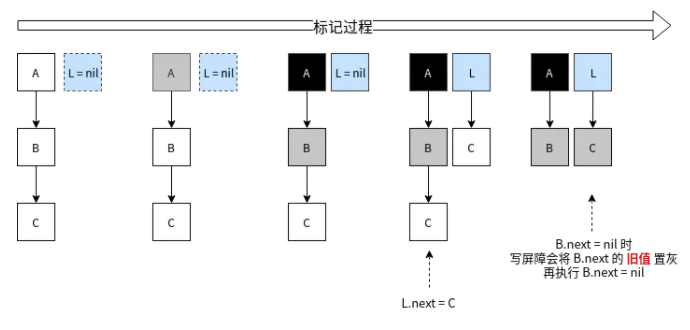 标记过程
A L = nil A L = nil A L = nil A L A L
B B B B C B C
C C C C
L.next = C
B.next = nil 时
写屏障会将 B.next 的 旧值 置灰
再执行 B.next = nil